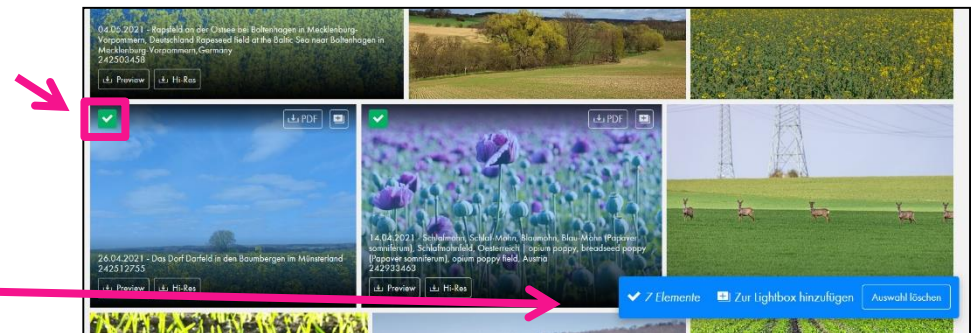 04.05.2021 - Rapsfeld an der Ostsee bei Boltenhagen in Mecklenburg-
Vorpommern, Deutschland Rapeseed field at the Baltic Sea near Boltenhagen in
Mecklenburg-Vorpommern,Germany
242503458
Preview Hi-Res
PDF
PDF
26.04.2021 - Das Dorf Darfeld in den Baumbergen im Münsterland
242512755
Preview Hi-Res
14.04.2021 - Schlafmohn, Schlaf-Mohn, Blaumohn, Blau-Mohn (Papaver
somniferum), Schlafmohnfeld, Oesterreich | opium poppy, breadseed poppy
(Papaver somniferum), opium poppy field, Austria
242933463
Preview Hi-Res
7 Elemente Zur Lightbox hinzufügen Auswahl löschen